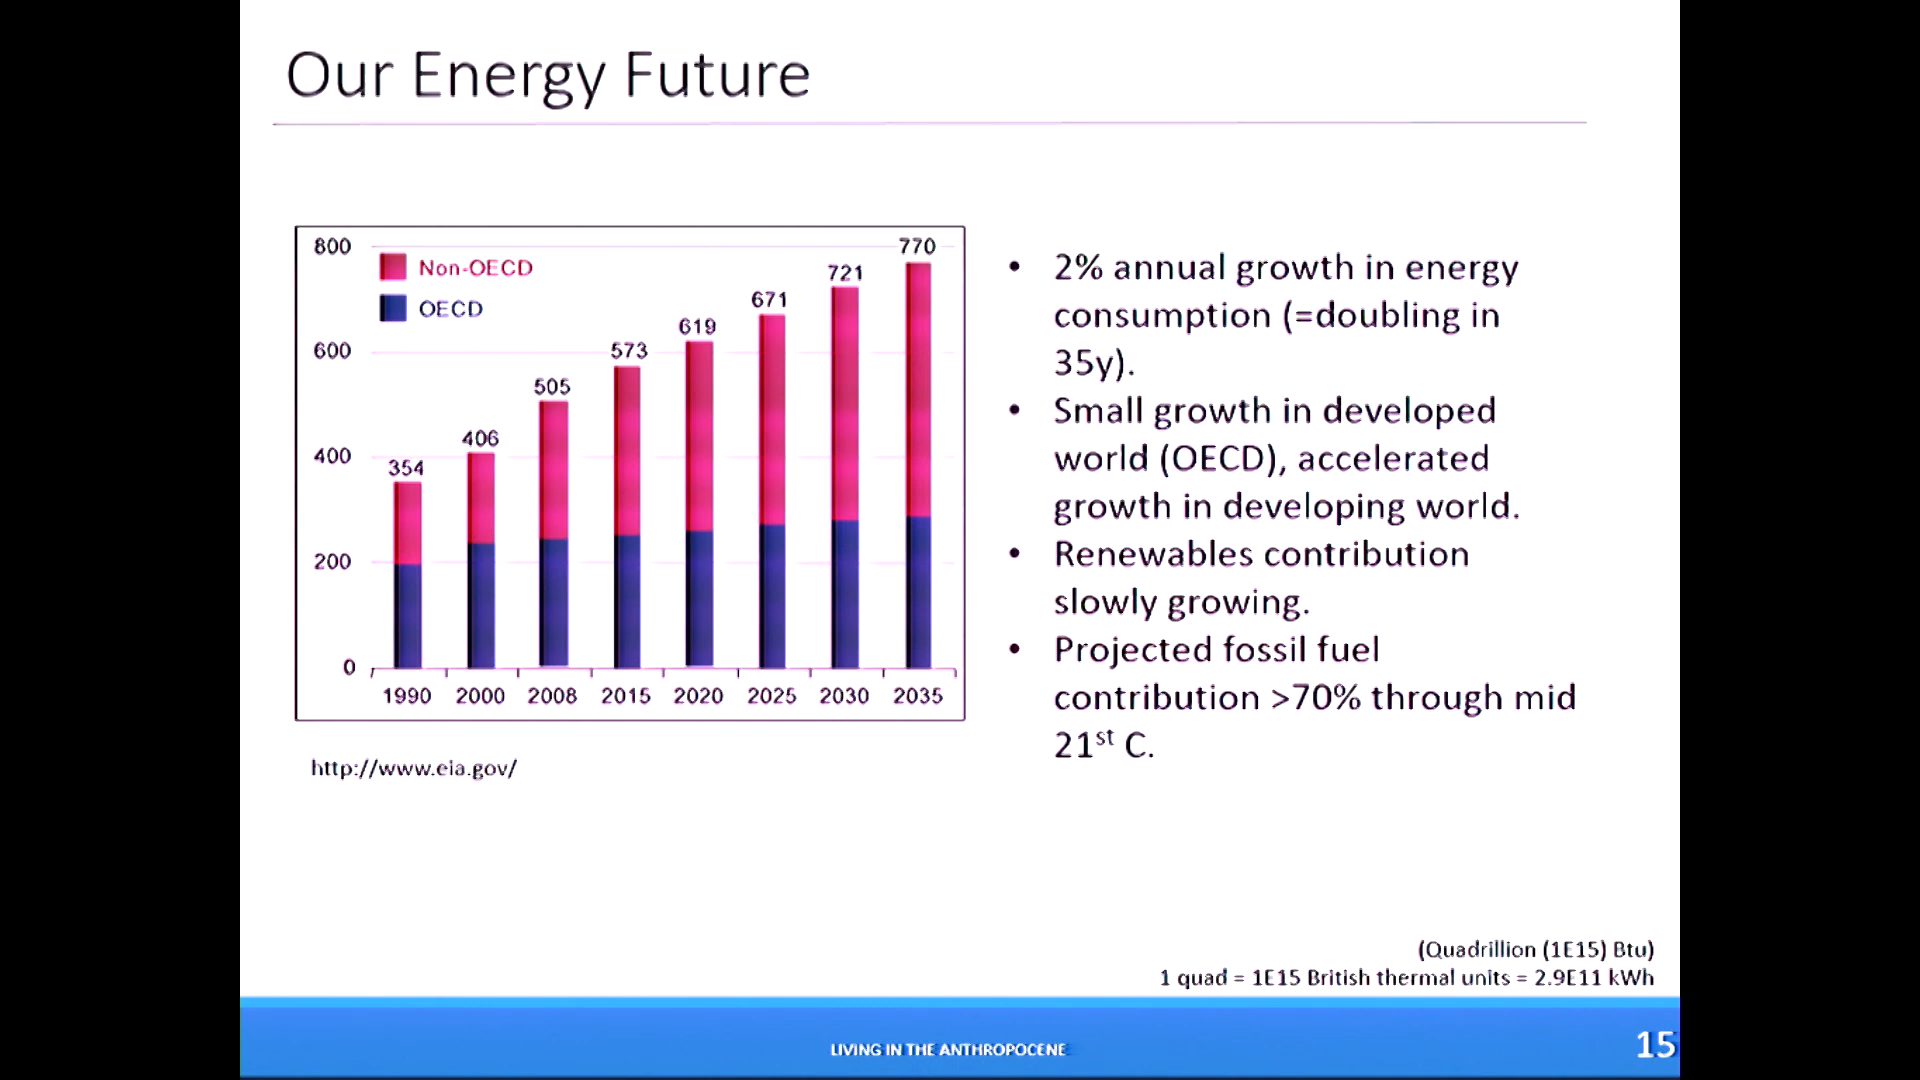 Our Energy Future
800
600
400
200
0
Non-OECD
OECD
354
406
505
573
619
671
721
770
1990 2000 2008 2015 2020 2025 2030 2035
http://www.eia.gov/
• 2% annual growth in energy
consumption (=doubling in
35y).
• Small growth in developed
world (OECD), accelerated
growth in developing world.
• Renewables contribution
slowly growing.
• Projected fossil fuel
contribution >70% through mid
21st C.
(Quadrillion (1E15) Btu)
1 quad = 1E15 British thermal units = 2.9E11 kWh
LIVING IN THE ANTHROPOCENE
15